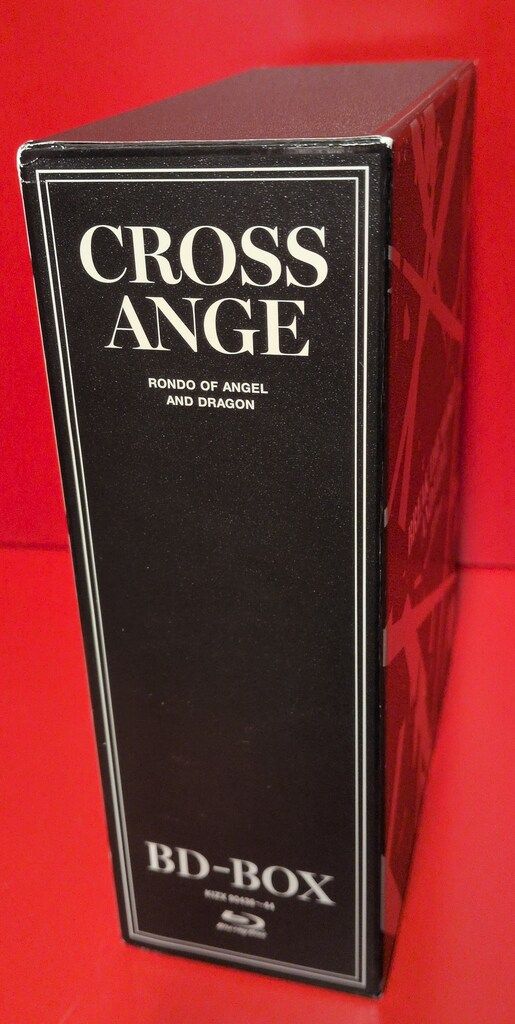 CROSS
ANGE
RONDO OF ANGEL
AND DRAGON
BD-BOX